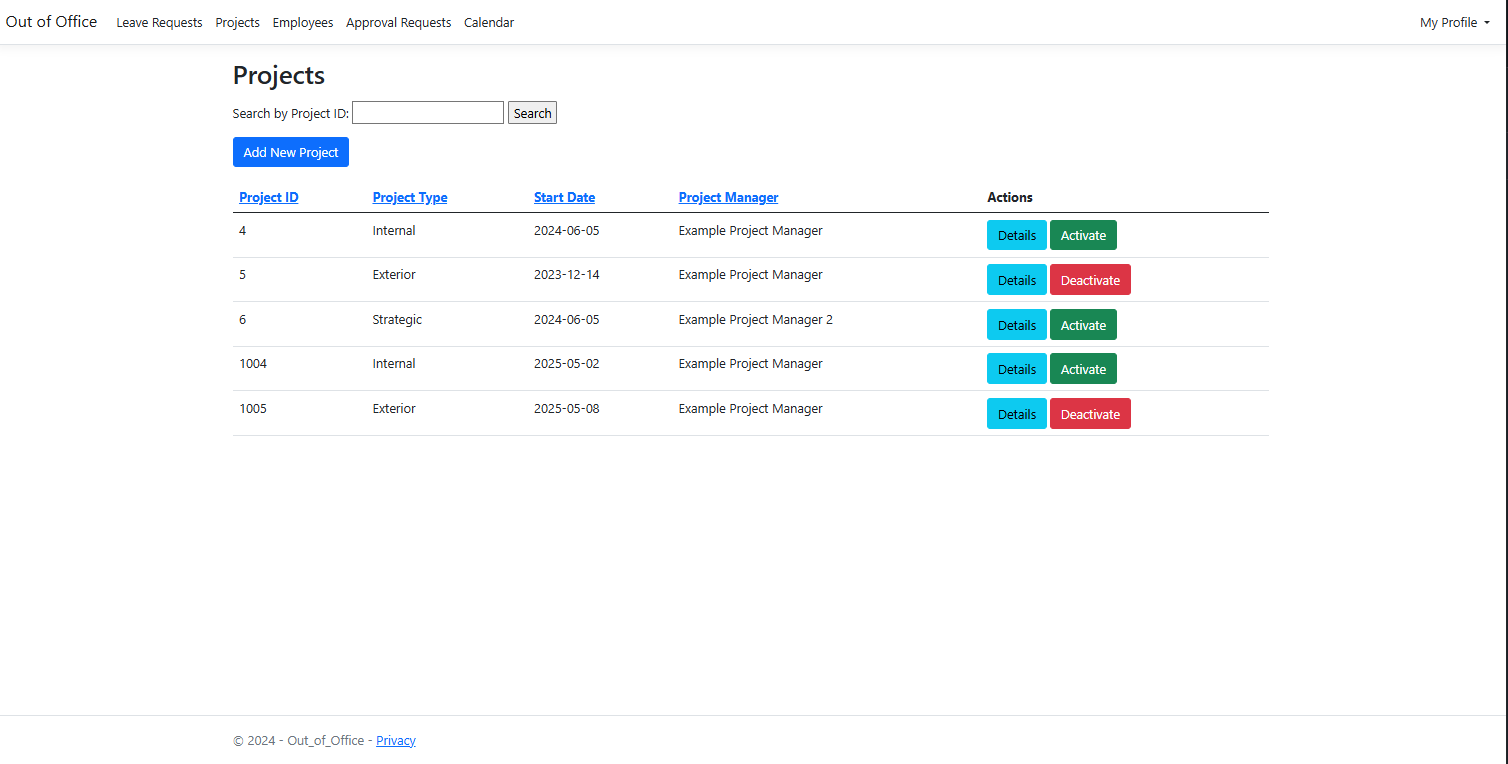 Out of Office Leave Requests Projects Employees Approval Requests Calendar My Profile
Projects
Search by Project ID: Search
Add New Project
Project ID Project Type Start Date Project Manager Actions
4 Internal 2024-06-05 Example Project Manager Details Activate
5 Exterior 2023-12-14 Example Project Manager Details Deactivate
6 Strategic 2024-06-05 Example Project Manager 2 Details Activate
1004 Internal 2025-05-02 Example Project Manager Details Activate
1005 Exterior 2025-05-08 Example Project Manager Details Deactivate
© 2024 - Out_of_Office - Privacy